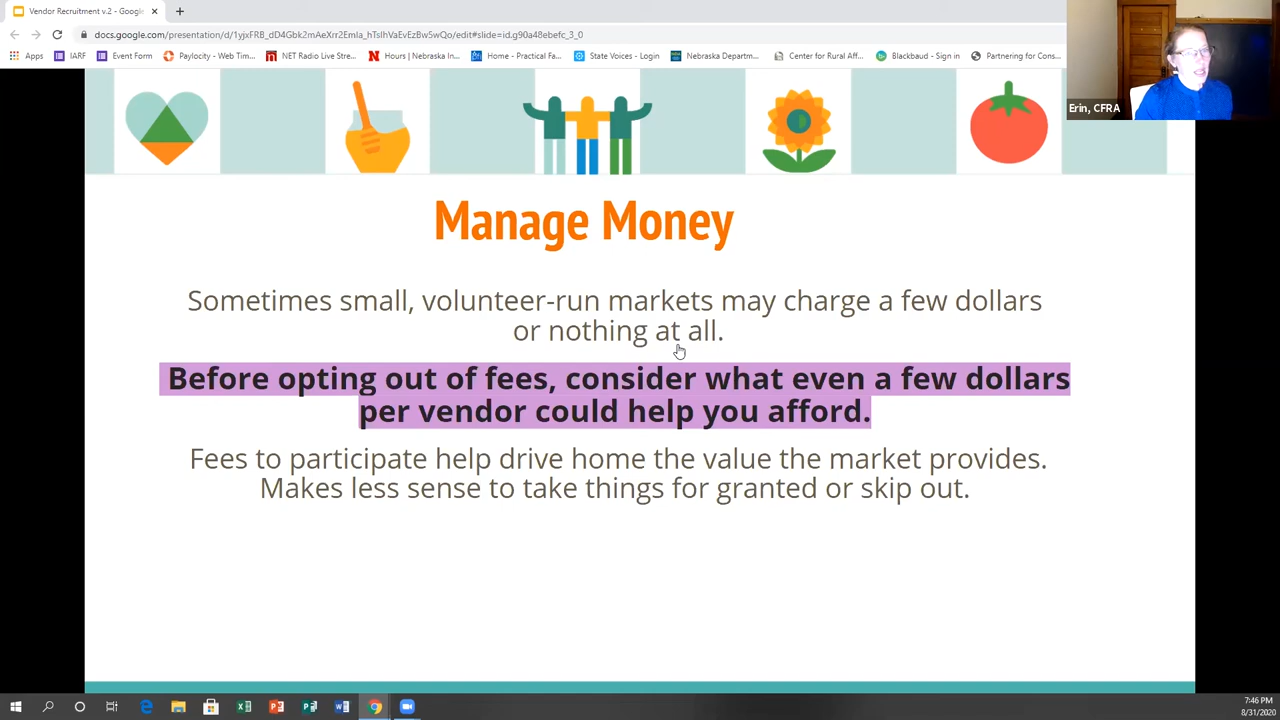 Vendor Recruitment v.2 - Google
docs.google.com/presentation/d/1yjxFRB_dD4Gbk2mAeXrr2EmIa_hTsIhVaEvEzBw5wQo/edit#slide=id.g90a48ebefc_3_0
Apps IARF Event Form Paylocity - Web Tim... NET Radio Live Stre... Hours | Nebraska In... Home - Practical Fa... State Voices - Login Nebraska Departm... Center for Rural Aff... Blackbaud - Sign in Partnering for Cons...
Erin, CFRA
Manage Money
Sometimes small, volunteer-run markets may charge a few dollars
or nothing at all.
Before opting out of fees, consider what even a few dollars
per vendor could help you afford.
Fees to participate help drive home the value the market provides.
Makes less sense to take things for granted or skip out.
7:46 PM
8/31/2020